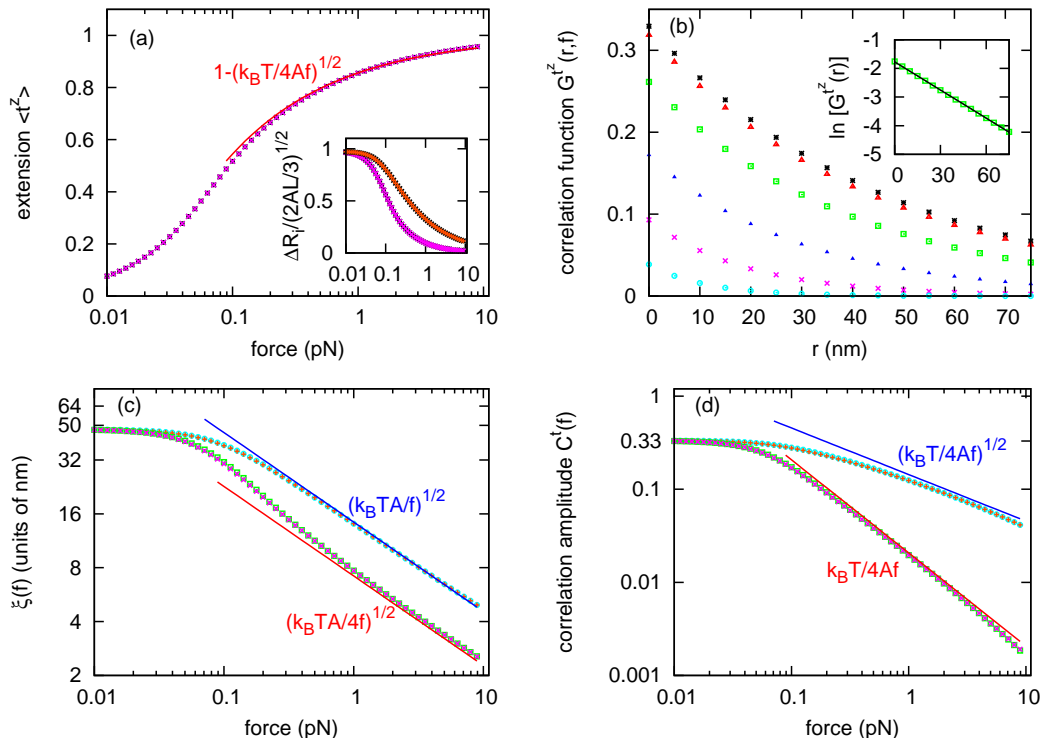 (a)
1-(k_BT/4Af)^{1/2}
extension <t^z>
1
0.8
0.6
0.4
0.2
0
0.01 0.1 1 10
force (pN)
ΔR_i/(2AL/3)^{1/2}
1
0.5
0
0.01 0.1 1 10
(b)
correlation function G^{t^z}(r,f)
0.3
0.2
0.1
0
0 10 20 30 40 50 60 70
r (nm)
ln [G^{t^z}(r)]
-1
-2
-3
-4
-5
0 30 60
(c)
ξ(f) (units of nm)
64
50
32
16
8
4
2
(k_BTA/f)^{1/2}
(k_BTA/4f)^{1/2}
0.01 0.1 1 10
force (pN)
(d)
correlation amplitude C^t(f)
1
0.33
0.1
0.01
0.001
(k_BT/4Af)^{1/2}
k_BT/4Af
0.01 0.1 1 10
force (pN)